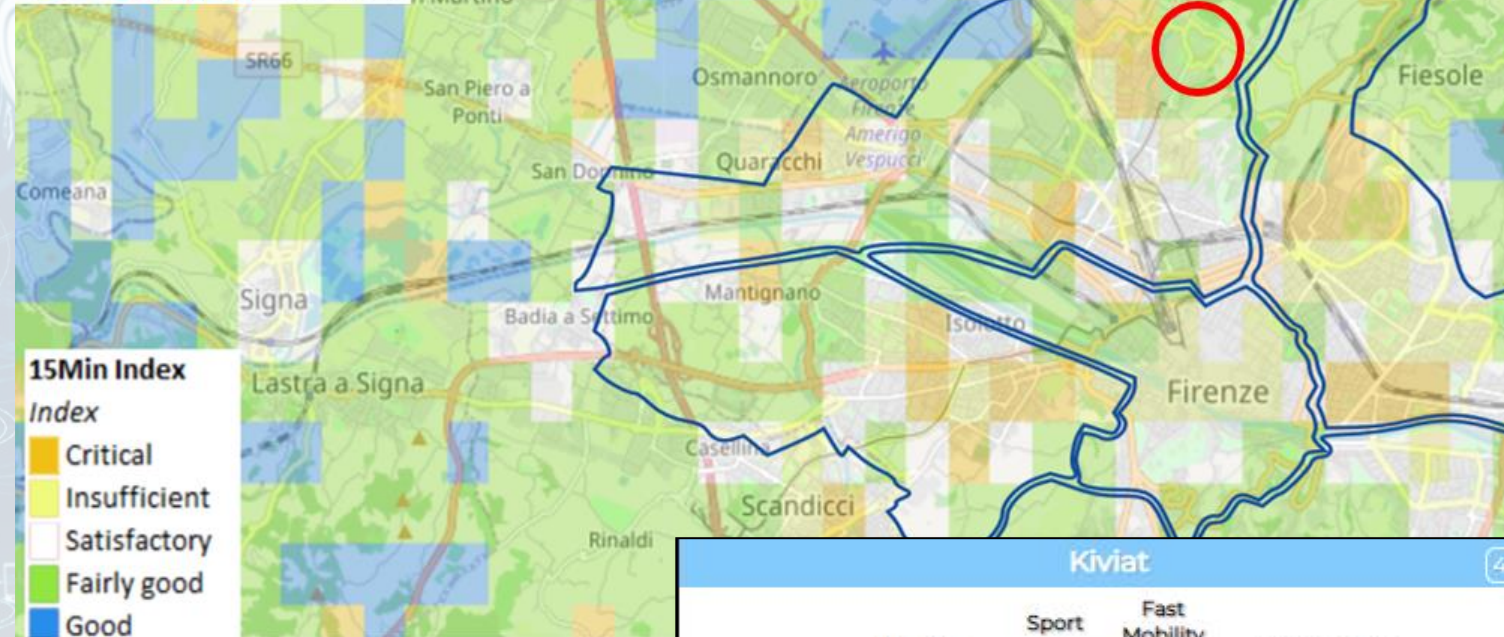 SR66
San Piero a
Ponti
Osmannoro
Aeroporto
Firenze
Amerigo
Vespucci
Fiesole
San Donnino
Quaracchi
Comeana
Signa
Mantignano
Badia a Settimo
Isolotto
Lastra a Signa
Firenze
Casellina
Scandicci
Rinaldi
15Min Index
Index
Critical
Insufficient
Satisfactory
Fairly good
Good
Kiviat
Sport
Fast
Mobility